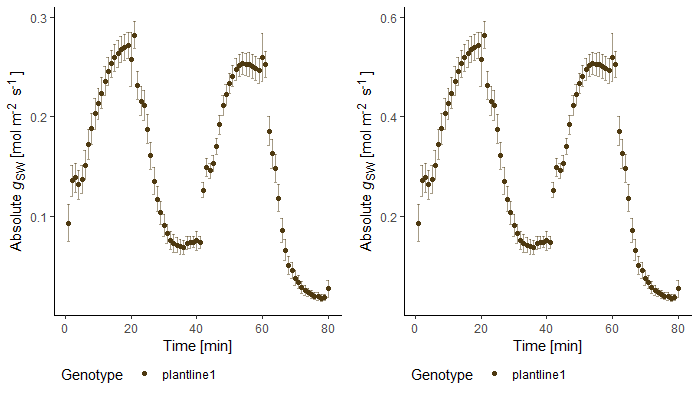 Absolute gSW [mol m⁻² s⁻¹]
0.3
0.2
0.1
0 20 40 60 80
Time [min]
Genotype plantline1
Absolute gSW [mol m⁻² s⁻¹]
0.6
0.4
0.2
0 20 40 60 80
Time [min]
Genotype plantline1